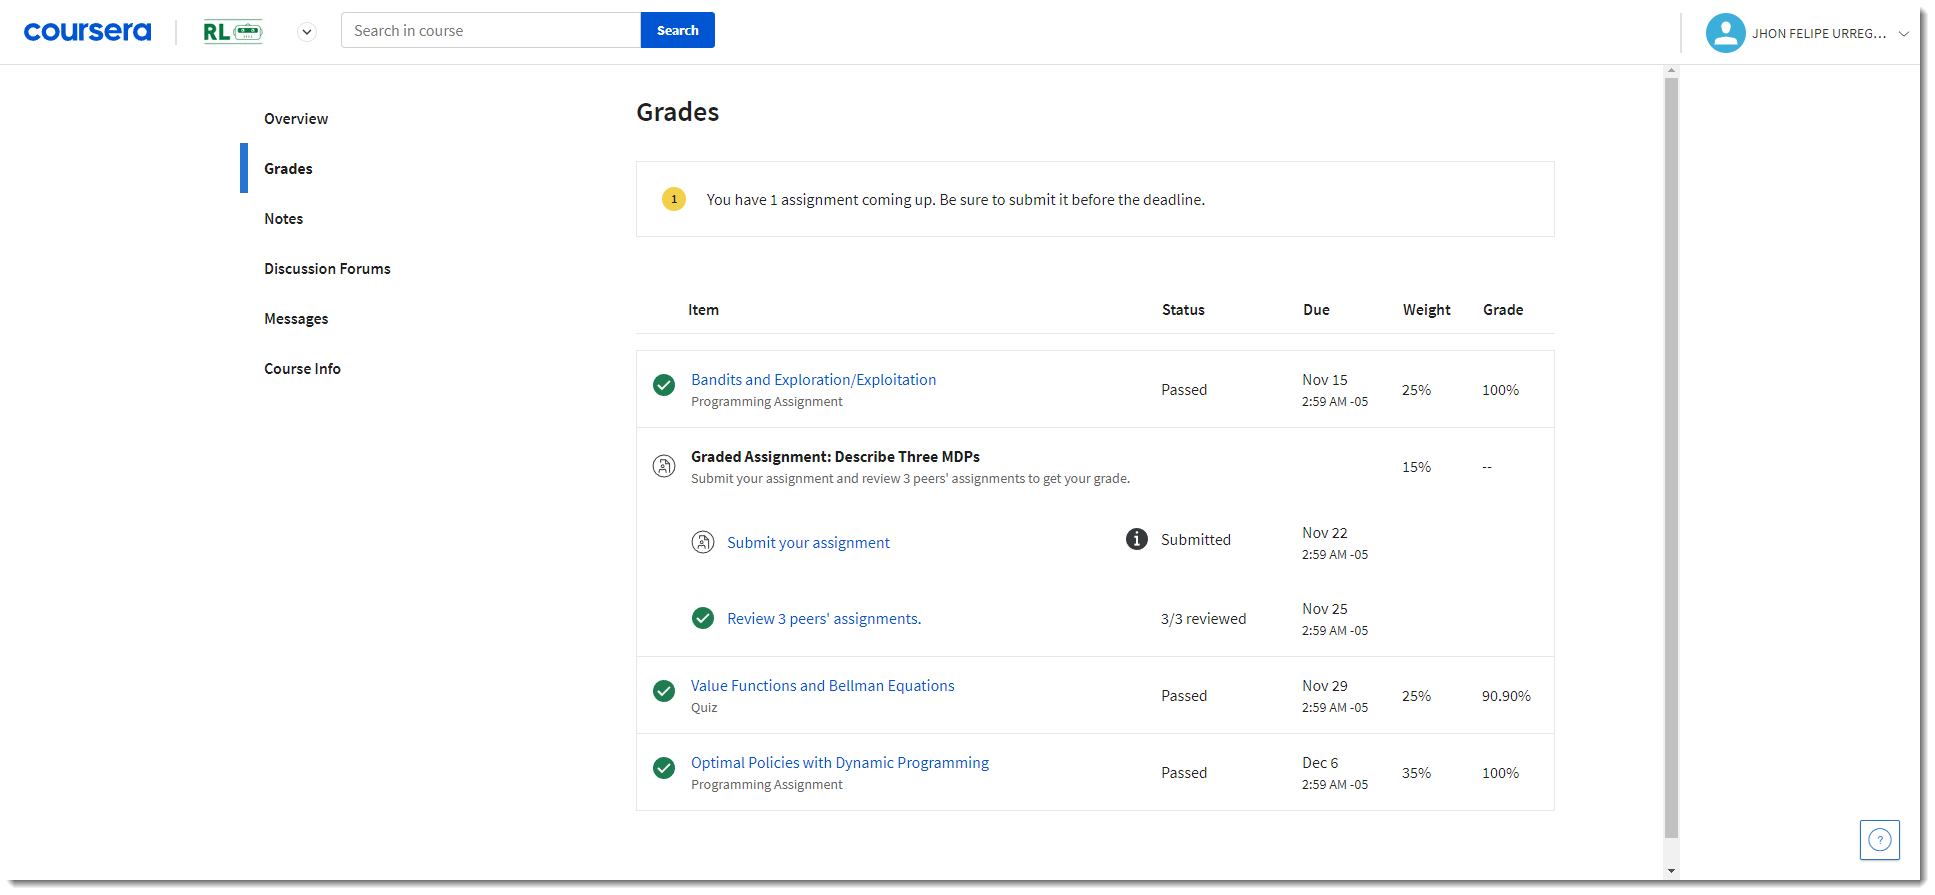 coursera
RL
Search in course
Search
JHON FELIPE URREG...
Overview
Grades
Notes
Discussion Forums
Messages
Course Info
Grades
1
You have 1 assignment coming up. Be sure to submit it before the deadline.
Item Status Due Weight Grade
Bandits and Exploration/Exploitation
Programming Assignment
Passed
Nov 15
2:59 AM -05
25%
100%
Graded Assignment: Describe Three MDPs
Submit your assignment and review 3 peers' assignments to get your grade.
15%
--
Submit your assignment
Submitted
Nov 22
2:59 AM -05
Review 3 peers' assignments.
3/3 reviewed
Nov 25
2:59 AM -05
Value Functions and Bellman Equations
Quiz
Passed
Nov 29
2:59 AM -05
25%
90.90%
Optimal Policies with Dynamic Programming
Programming Assignment
Passed
Dec 6
2:59 AM -05
35%
100%
?